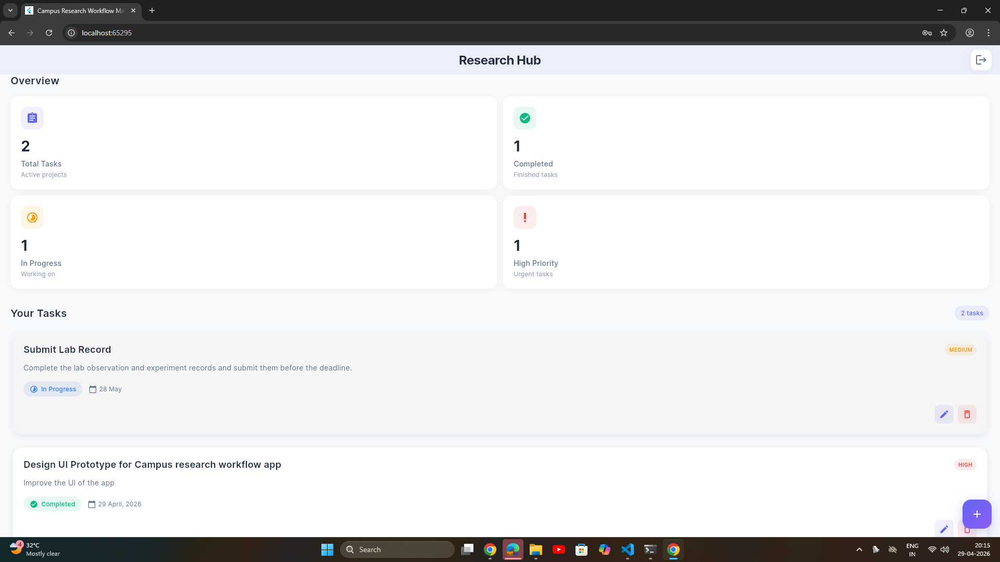 Campus Research Workflow Ma
localhost:65295
Research Hub
Overview
2
Total Tasks
Active projects
1
Completed
Finished tasks
1
In Progress
Working on
1
High Priority
Urgent tasks
Your Tasks
2 tasks
Submit Lab Record
MEDIUM
Complete the lab observation and experiment records and submit them before the deadline.
In Progress
28 May
Design UI Prototype for Campus research workflow app
HIGH
Improve the UI of the app
Completed
29 April, 2026
+
4
32°C
Mostly clear
Search
ENG
IN
20:15
29-04-2026